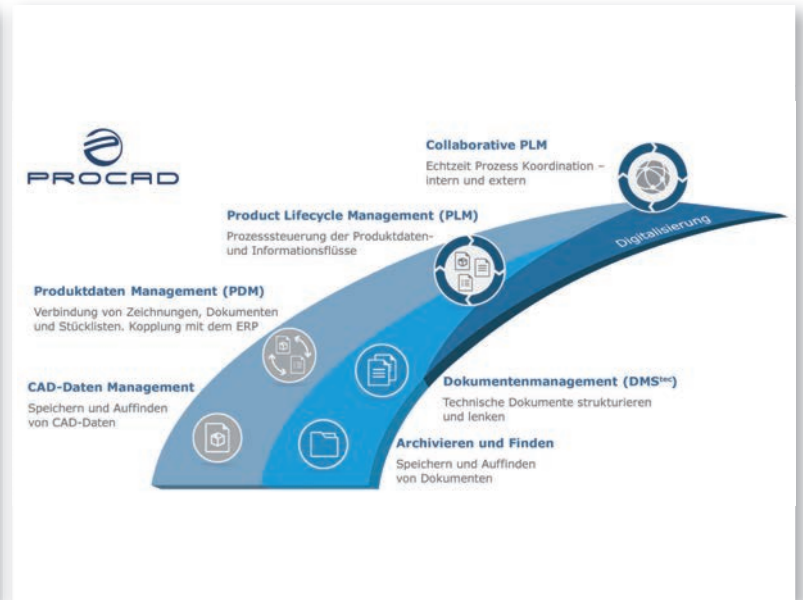 PROCAD
Collaborative PLM
Echtzeit Prozess Koordination –
intern und extern
Digitalisierung
Product Lifecycle Management (PLM)
Prozesssteuerung der Produktdaten-
und Informationsflüsse
Produktdaten Management (PDM)
Verbindung von Zeichnungen, Dokumenten
und Stücklisten. Kopplung mit dem ERP
CAD-Daten Management
Speichern und Auffinden
von CAD-Daten
Dokumentenmanagement (DMSᵗᵉᶜ)
Technische Dokumente strukturieren
und lenken
Archivieren und Finden
Speichern und Auffinden
von Dokumenten